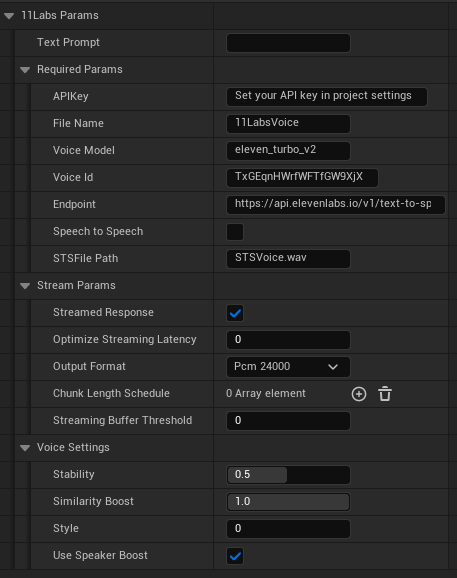 11Labs Params
Text Prompt
Required Params
APIKey Set your API key in project settings
File Name 11LabsVoice
Voice Model eleven_turbo_v2
Voice Id TxGEqnHWrfWFTfGW9XjX
Endpoint https://api.elevenlabs.io/v1/text-to-sp
Speech to Speech
STSFile Path STSVoice.wav
Stream Params
Streamed Response
Optimize Streaming Latency 0
Output Format Pcm 24000
Chunk Length Schedule 0 Array element
Streaming Buffer Threshold 0
Voice Settings
Stability 0.5
Similarity Boost 1.0
Style 0
Use Speaker Boost